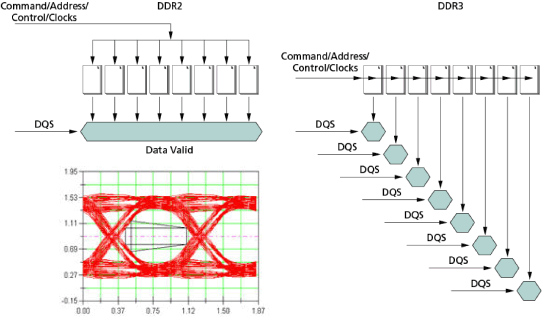 DDR2
Command/Address/
Control/Clocks
DQS
Data Valid
1.95
1.53
1.11
0.69
0.27
-0.15
0.00
0.37
0.75
1.12
1.50
1.87
DDR3
Command/Address/
Control/Clocks
DQS
DQS
DQS
DQS
DQS
DQS
DQS
DQS